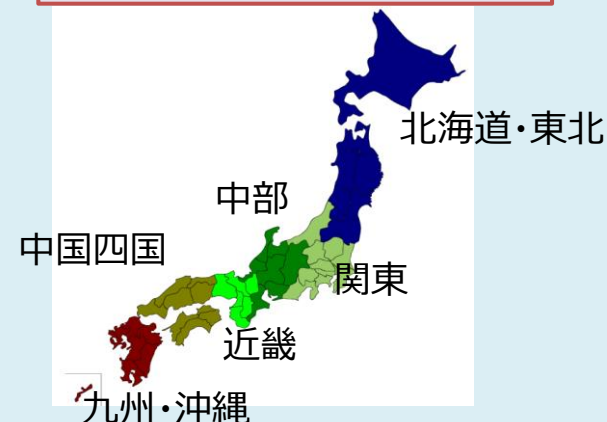 北海道・東北
中部
中国四国
関東
近畿
九州・沖縄